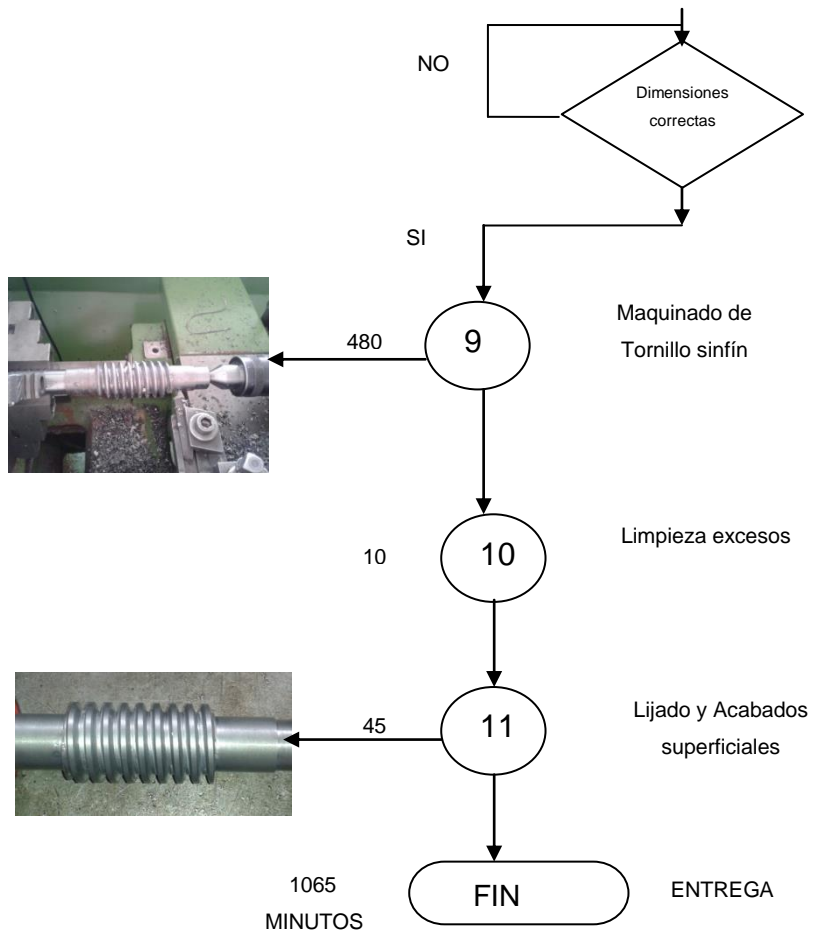 NO
Dimensiones
correctas
SI
480
9
Maquinado de
Tornillo sinfín
10
10
Limpieza excesos
45
11
Lijado y Acabados
superficiales
1065
MINUTOS
FIN
ENTREGA